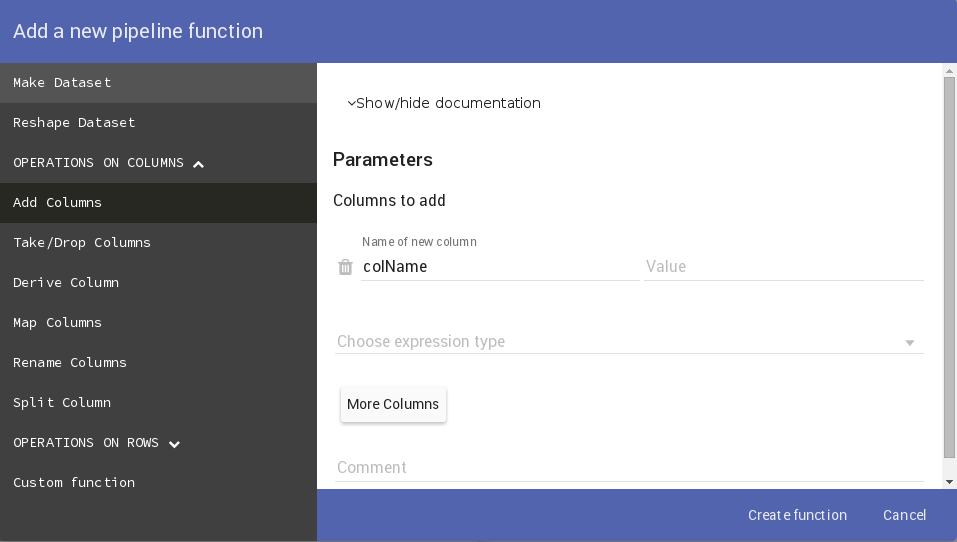 Add a new pipeline function
Make Dataset
Reshape Dataset
OPERATIONS ON COLUMNS
Add Columns
Take/Drop Columns
Derive Column
Map Columns
Rename Columns
Split Column
OPERATIONS ON ROWS
Custom function
Show/hide documentation
Parameters
Columns to add
Name of new column
colName Value
Choose expression type
More Columns
Comment
Create function Cancel